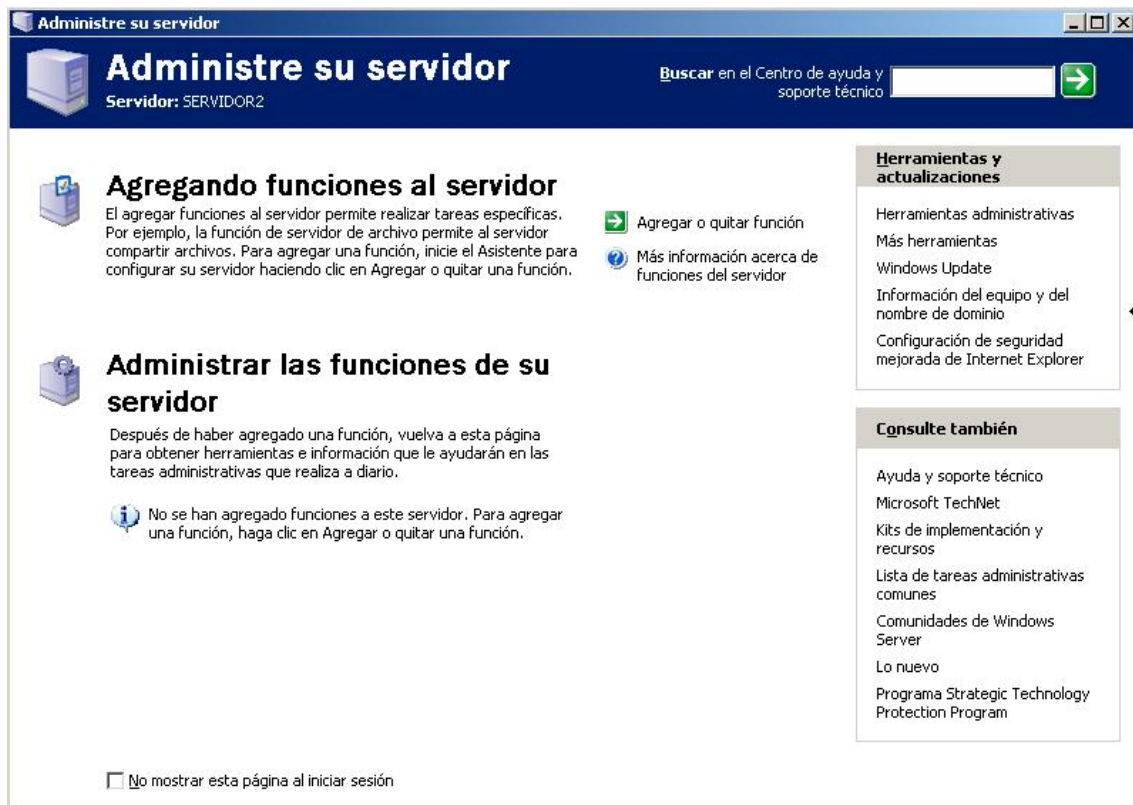 Administre su servidor
Administre su servidor
Servidor: SERVIDOR2
Buscar en el Centro de ayuda y
soporte técnico
Agregando funciones al servidor
El agregar funciones al servidor permite realizar tareas específicas.
Por ejemplo, la función de servidor de archivo permite al servidor
compartir archivos. Para agregar una función, inicie el Asistente para
configurar su servidor haciendo clic en Agregar o quitar una función.
Agregar o quitar función
Más información acerca de
funciones del servidor
Administrar las funciones de su
servidor
Después de haber agregado una función, vuelva a esta página
para obtener herramientas e información que le ayudarán en las
tareas administrativas que realiza a diario.
No se han agregado funciones a este servidor. Para agregar
una función, haga clic en Agregar o quitar una función.
Herramientas y
actualizaciones
Herramientas administrativas
Más herramientas
Windows Update
Información del equipo y del
nombre de dominio
Configuración de seguridad
mejorada de Internet Explorer
Consulte también
Ayuda y soporte técnico
Microsoft TechNet
Kits de implementación y
recursos
Lista de tareas administrativas
comunes
Comunidades de Windows
Server
Lo nuevo
Programa Strategic Technology
Protection Program
No mostrar esta página al iniciar sesión